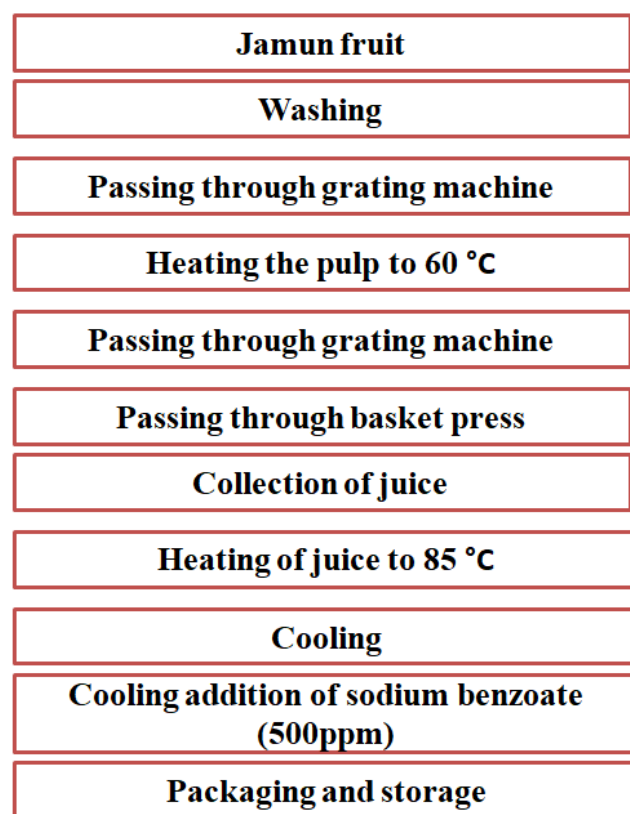 Jamun fruit
Washing
Passing through grating machine
Heating the pulp to 60 °C
Passing through grating machine
Passing through basket press
Collection of juice
Heating of juice to 85 °C
Cooling
Cooling addition of sodium benzoate
(500ppm)
Packaging and storage